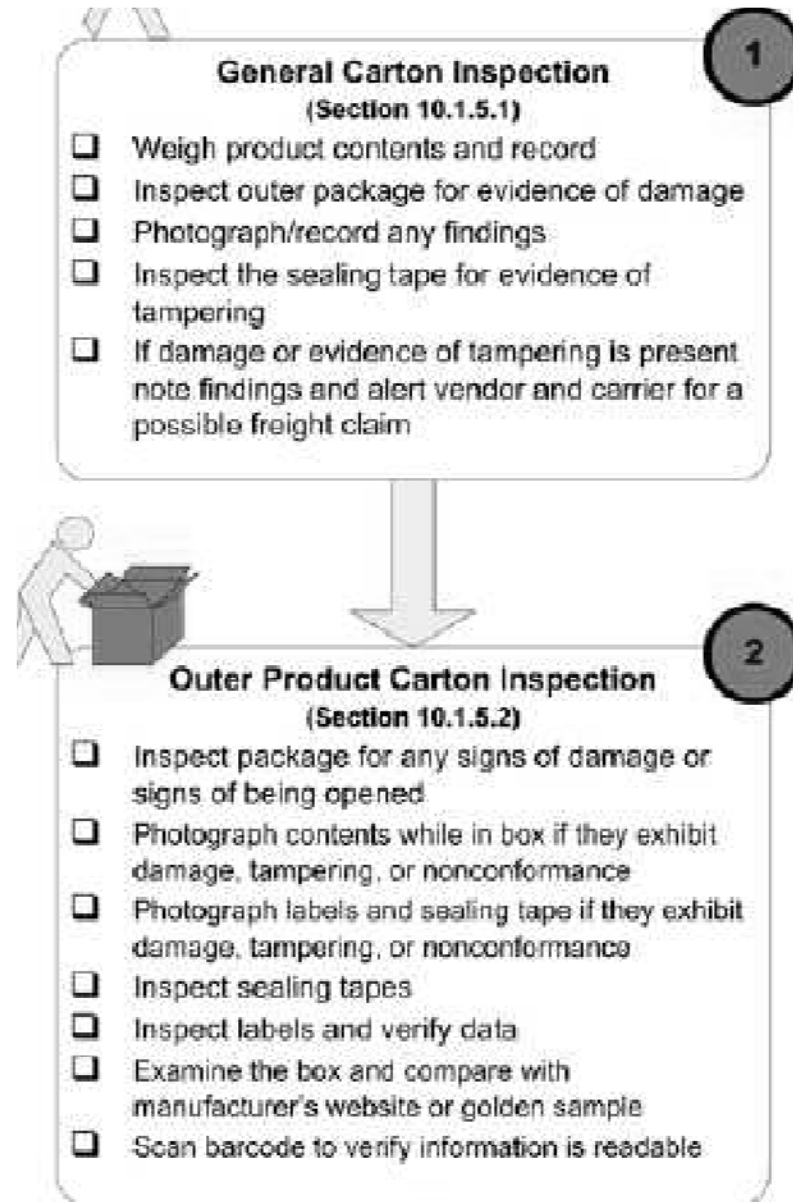 1
General Carton Inspection
(Section 10.1.5.1)
Weigh product contents and record
Inspect outer package for evidence of damage
Photograph/record any findings
Inspect the sealing tape for evidence of
tampering
If damage or evidence of tampering is present
note findings and alert vendor and carrier for a
possible freight claim
2
Outer Product Carton Inspection
(Section 10.1.5.2)
Inspect package for any signs of damage or
signs of being opened
Photograph contents while in box if they exhibit
damage, tampering, or nonconformance
Photograph labels and sealing tape if they exhibit
damage, tampering, or nonconformance
Inspect sealing tapes
Inspect labels and verify data
Examine the box and compare with
manufacturer's website or golden sample
Scan barcode to verify information is readable